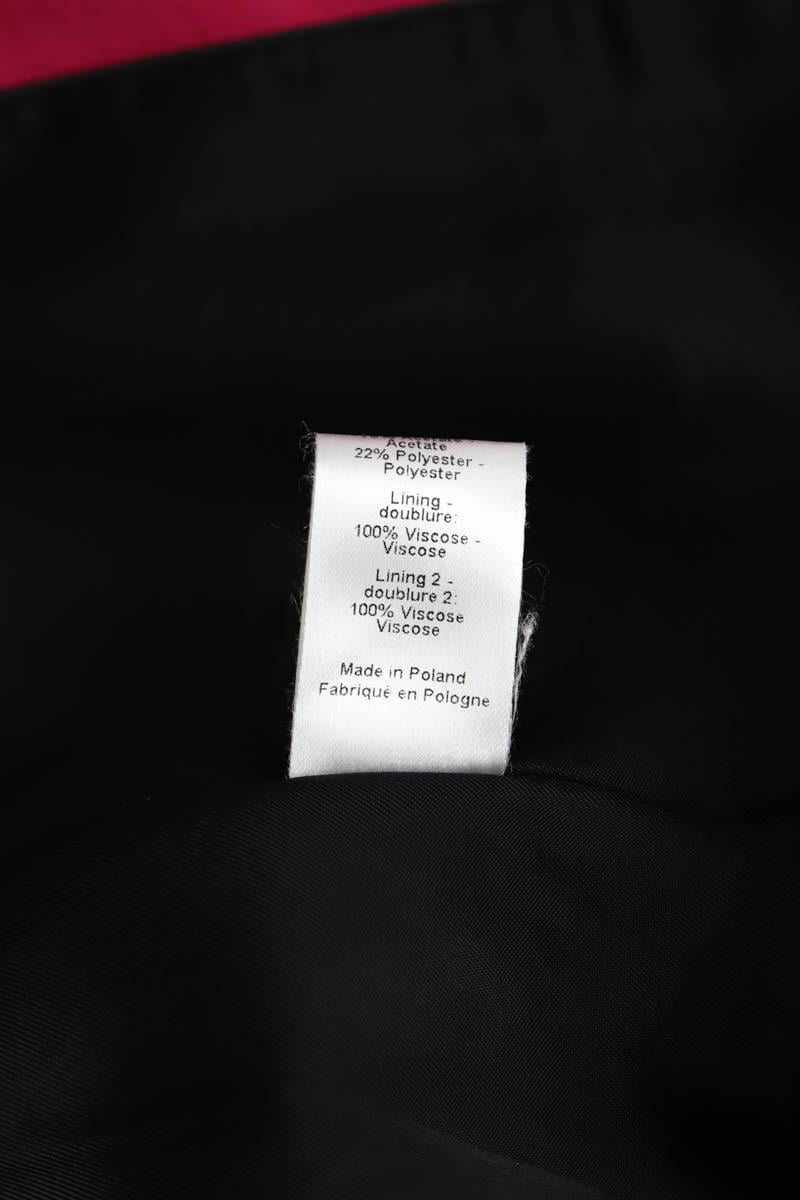 Acetate
22% Polyester -
Polyester
Lining -
doublure:
100% Viscose -
Viscose
Lining 2 -
doublure 2:
100% Viscose
Viscose
Made in Poland
Fabriqué en Pologne